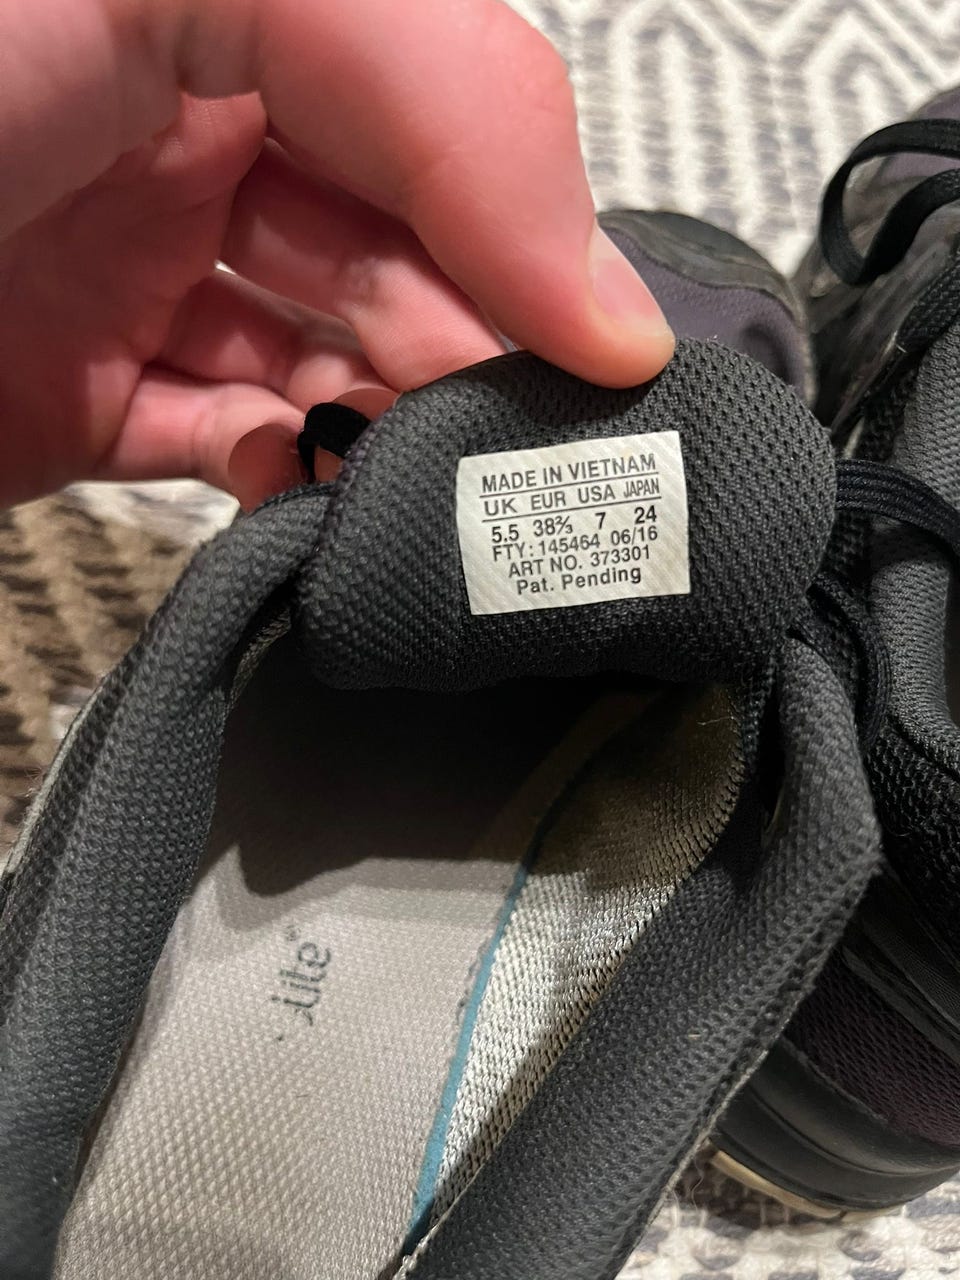 MADE IN VIETNAM
UK EUR USA JAPAN
5.5 38⅔ 7 24
FTY: 145464 06/16
ART NO. 373301
Pat. Pending